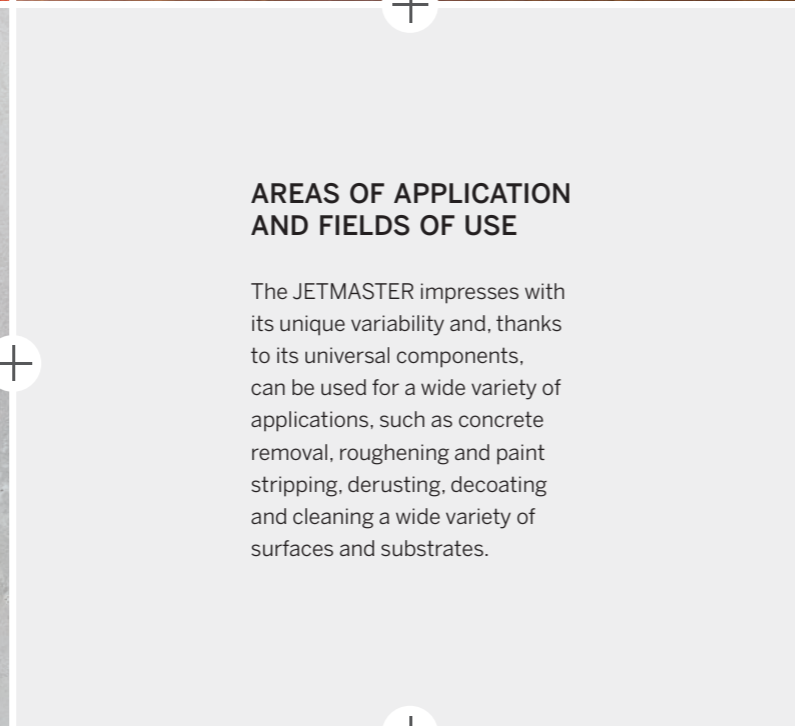 AREAS OF APPLICATION
AND FIELDS OF USE
The JETMASTER impresses with
its unique variability and, thanks
to its universal components,
can be used for a wide variety of
applications, such as concrete
removal, roughening and paint
stripping, derusting, decoating
and cleaning a wide variety of
surfaces and substrates.